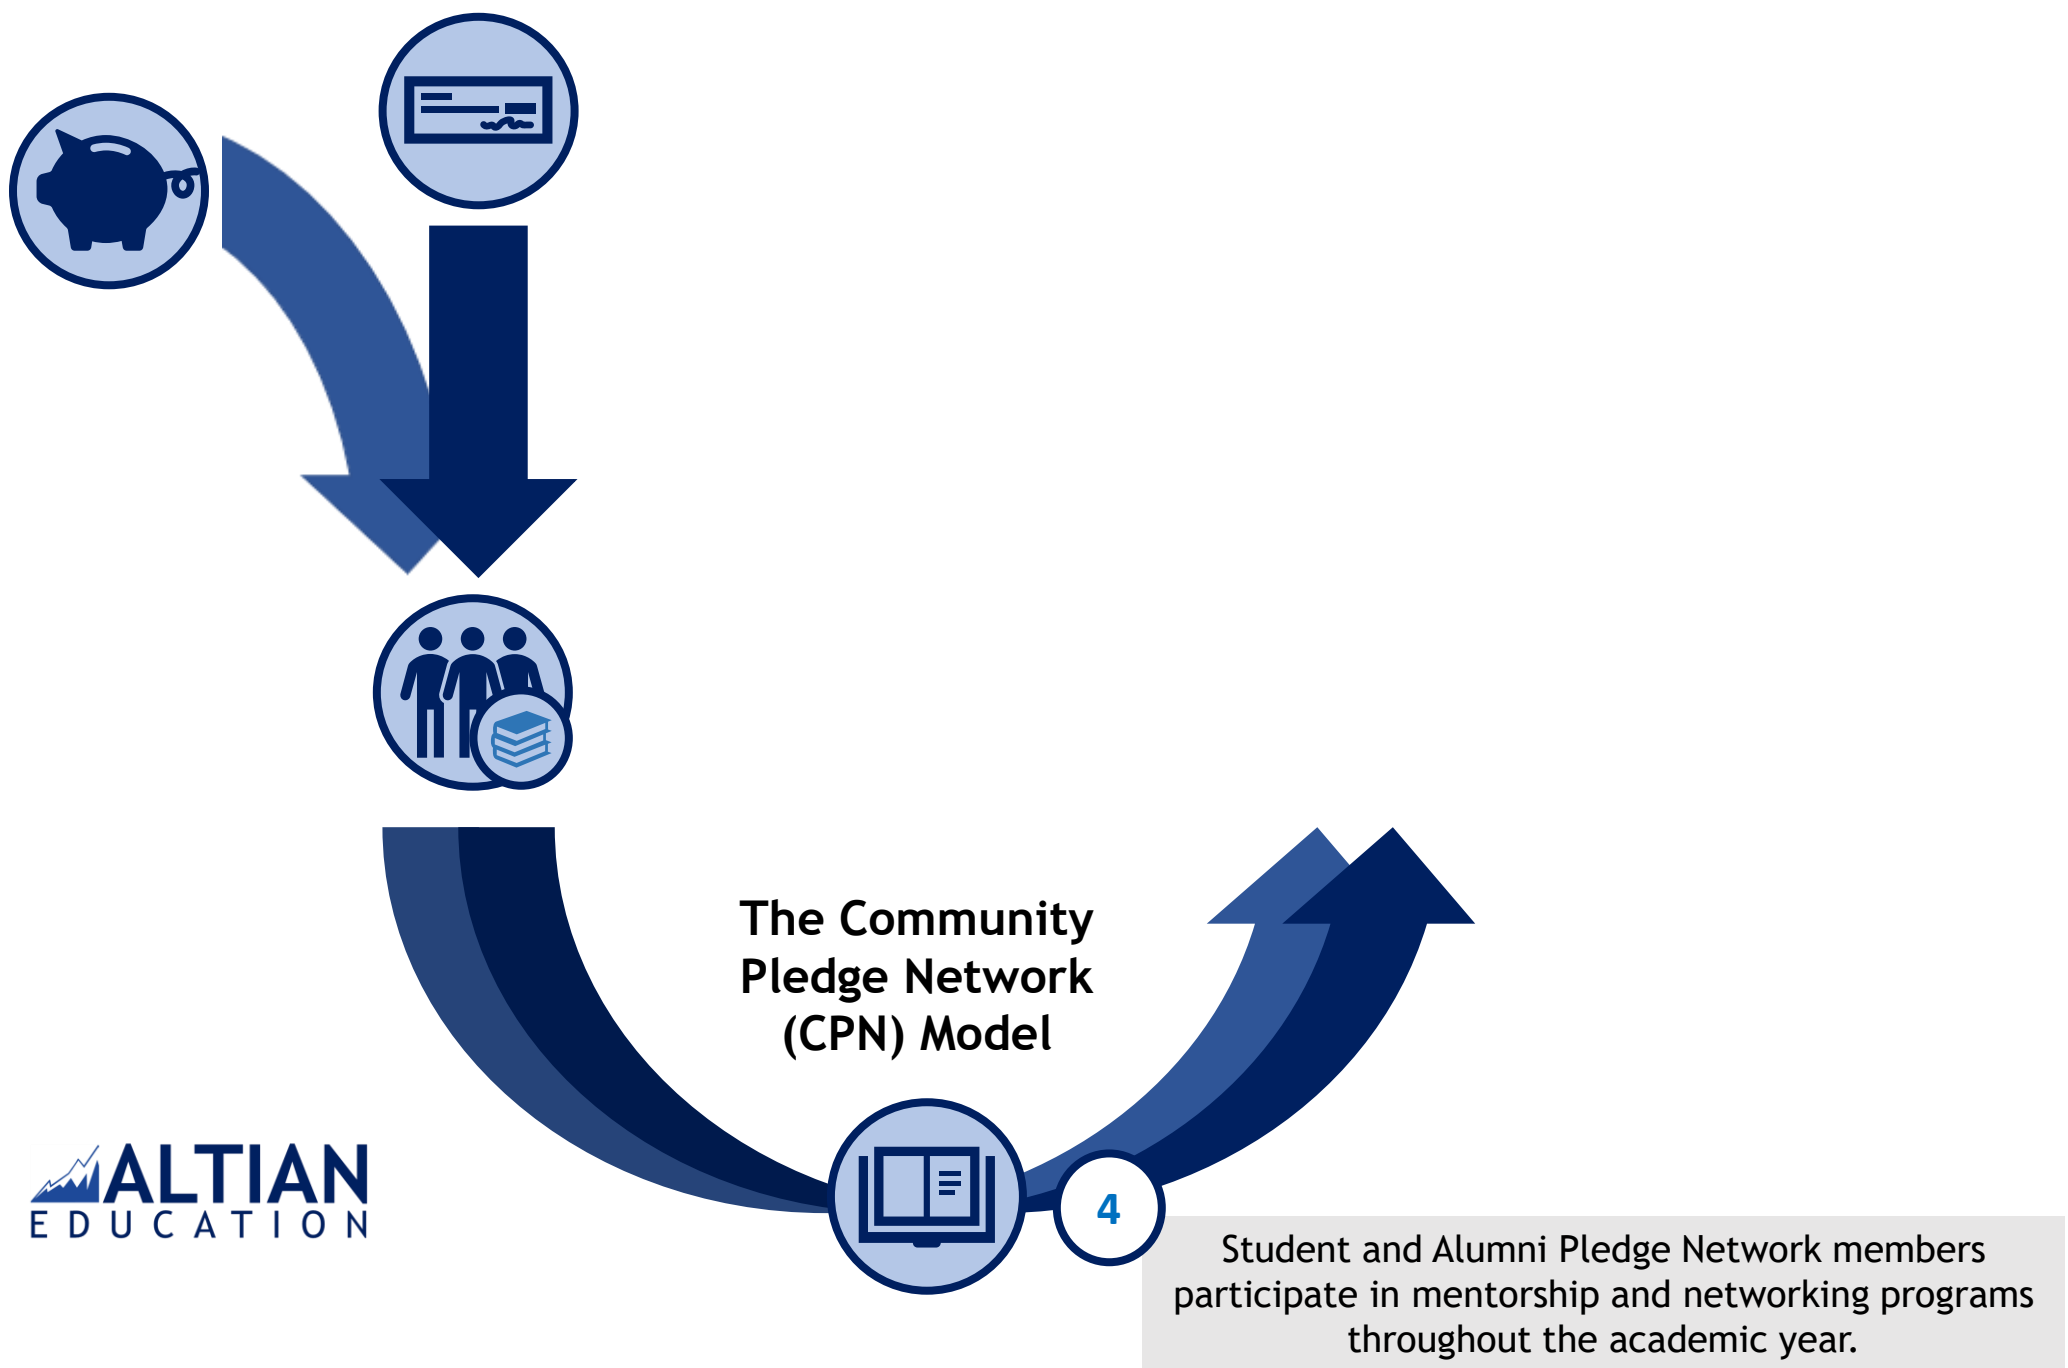 The Community
Pledge Network
(CPN) Model
ALTIAN
EDUCATION
4
Student and Alumni Pledge Network members
participate in mentorship and networking programs
throughout the academic year.